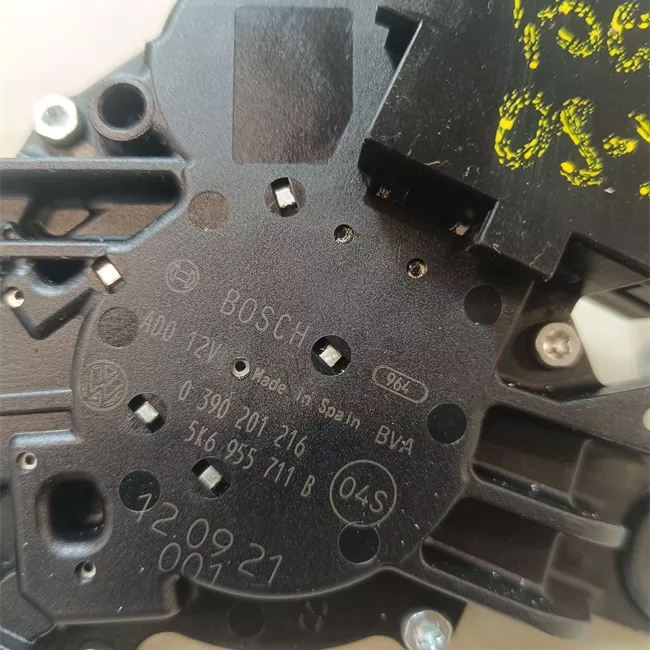 BOSCH
AD0 12V
Made in Spain
964
0 390 201 216
BVA
5K6 955 711 B
04S
12.09.21
001